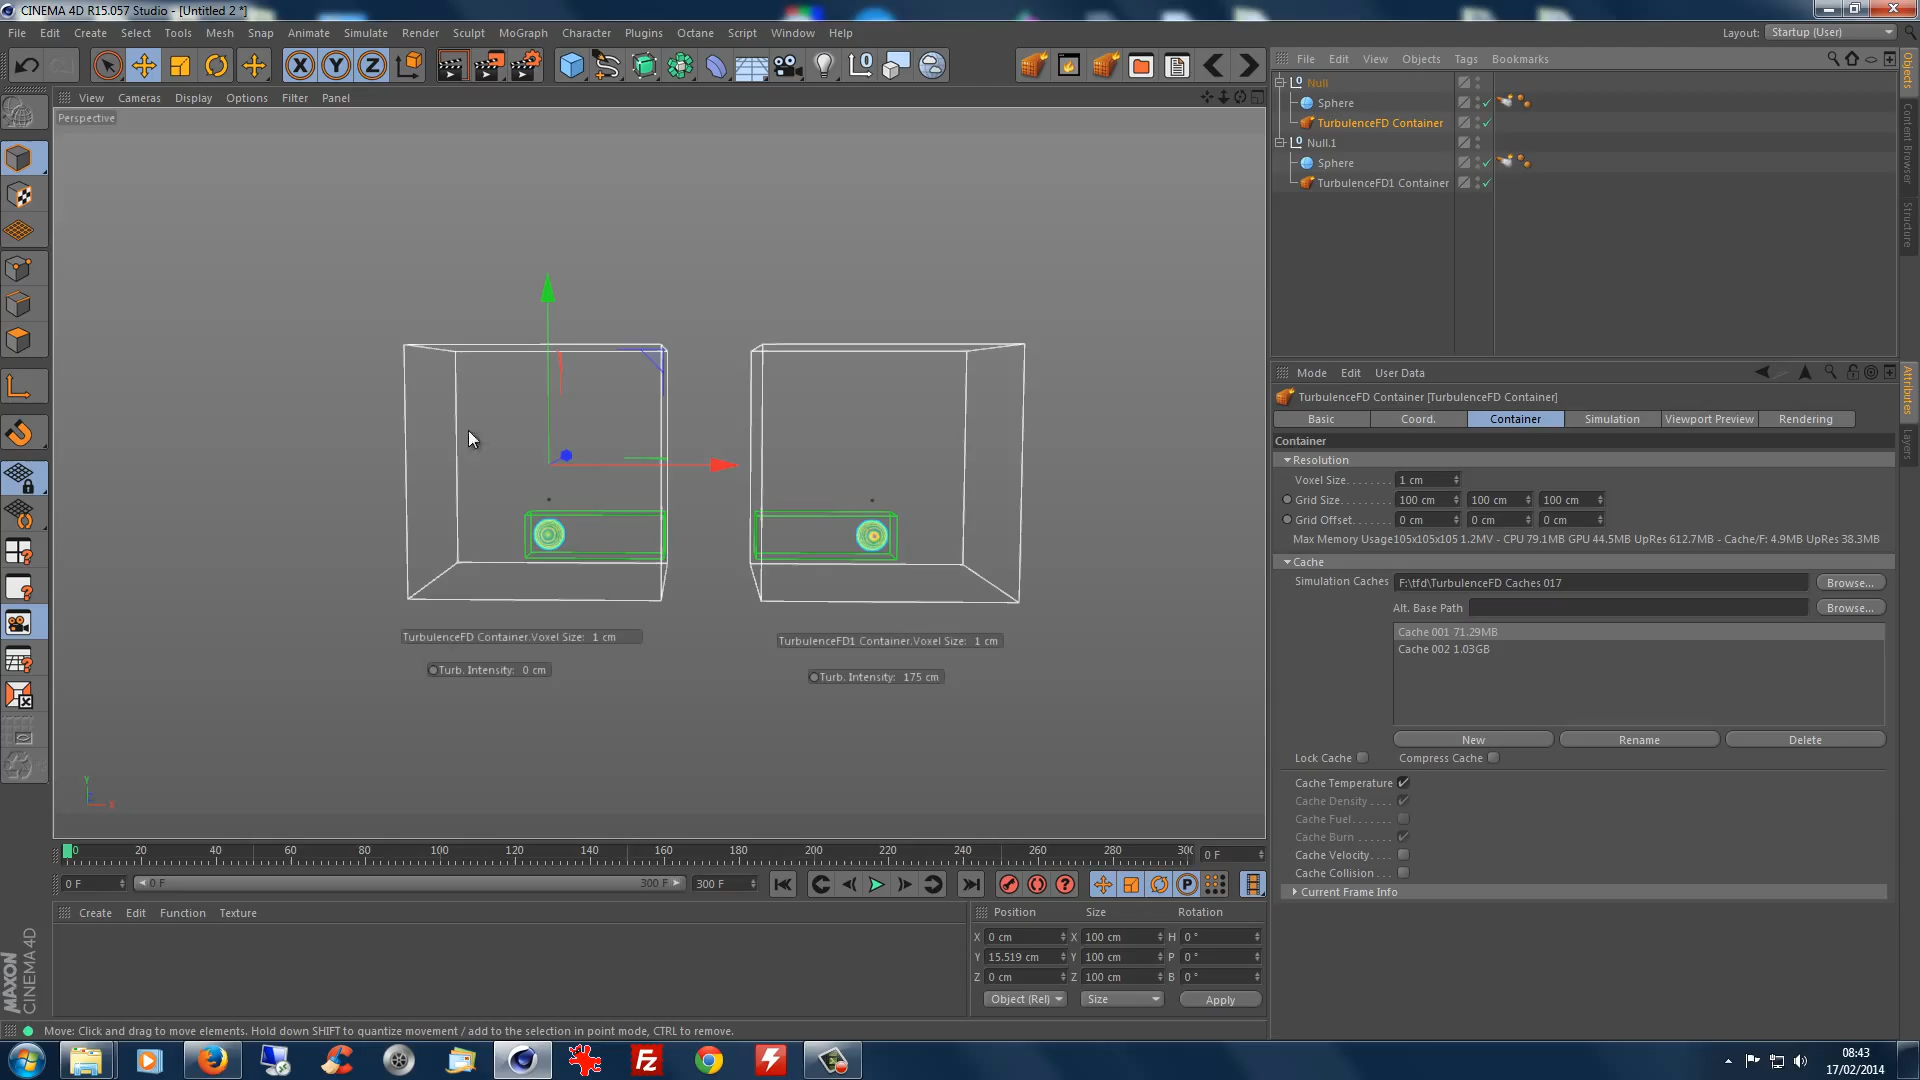 CINEMA 4D R15.057 Studio - [Untitled 2 *]
File Edit Create Select Tools Mesh Snap Animate Simulate Render Sculpt MoGraph Character Plugins Octane Script Window Help
Layout: Startup (User)
View Cameras Display Options Filter Panel
Perspective
File Edit View Objects Tags Bookmarks
Null
Sphere
TurbulenceFD Container
Null.1
Sphere
TurbulenceFD1 Container
Objects
Content Browser
Structure
Mode Edit User Data
TurbulenceFD Container [TurbulenceFD Container]
Basic Coord. Container Simulation Viewport Preview Rendering
Attributes
Layers
Container
Resolution
Voxel Size. . . . . . . 1 cm
Grid Size. . . . . . . . 100 cm 100 cm 100 cm
Grid Offset. . . . . . 0 cm 0 cm 0 cm
Max Memory Usage105x105x105 1.2MV - CPU 79.1MB GPU 44.5MB UpRes 612.7MB - Cache/F: 4.9MB UpRes 38.3MB
Cache
Simulation Caches F:\tfd\TurbulenceFD Caches 017 Browse...
Alt. Base Path Browse...
Cache 001 71.29MB
Cache 002 1.03GB
New Rename Delete
Lock Cache Compress Cache
Cache Temperature
Cache Density . . . .
Cache Fuel. . . . . . .
Cache Burn . . . . . .
Cache Velocity. . . .
Cache Collision. . . .
Current Frame Info
TurbulenceFD Container.Voxel Size: 1 cm
Turb. Intensity: 0 cm
TurbulenceFD1 Container.Voxel Size: 1 cm
Turb. Intensity: 175 cm
Y
X
0 20 40 60 80 100 120 140 160 180 200 220 240 260 280 300 0 F
0 F 0 F 300 F 300 F
Create Edit Function Texture
Position Size Rotation
X 0 cm X 100 cm H 0 °
Y 15.519 cm Y 100 cm P 0 °
Z 0 cm Z 100 cm B 0 °
Object (Rel) Size Apply
MAXON
CINEMA 4D
Move: Click and drag to move elements. Hold down SHIFT to quantize movement / add to the selection in point mode, CTRL to remove.
08:43
17/02/2014